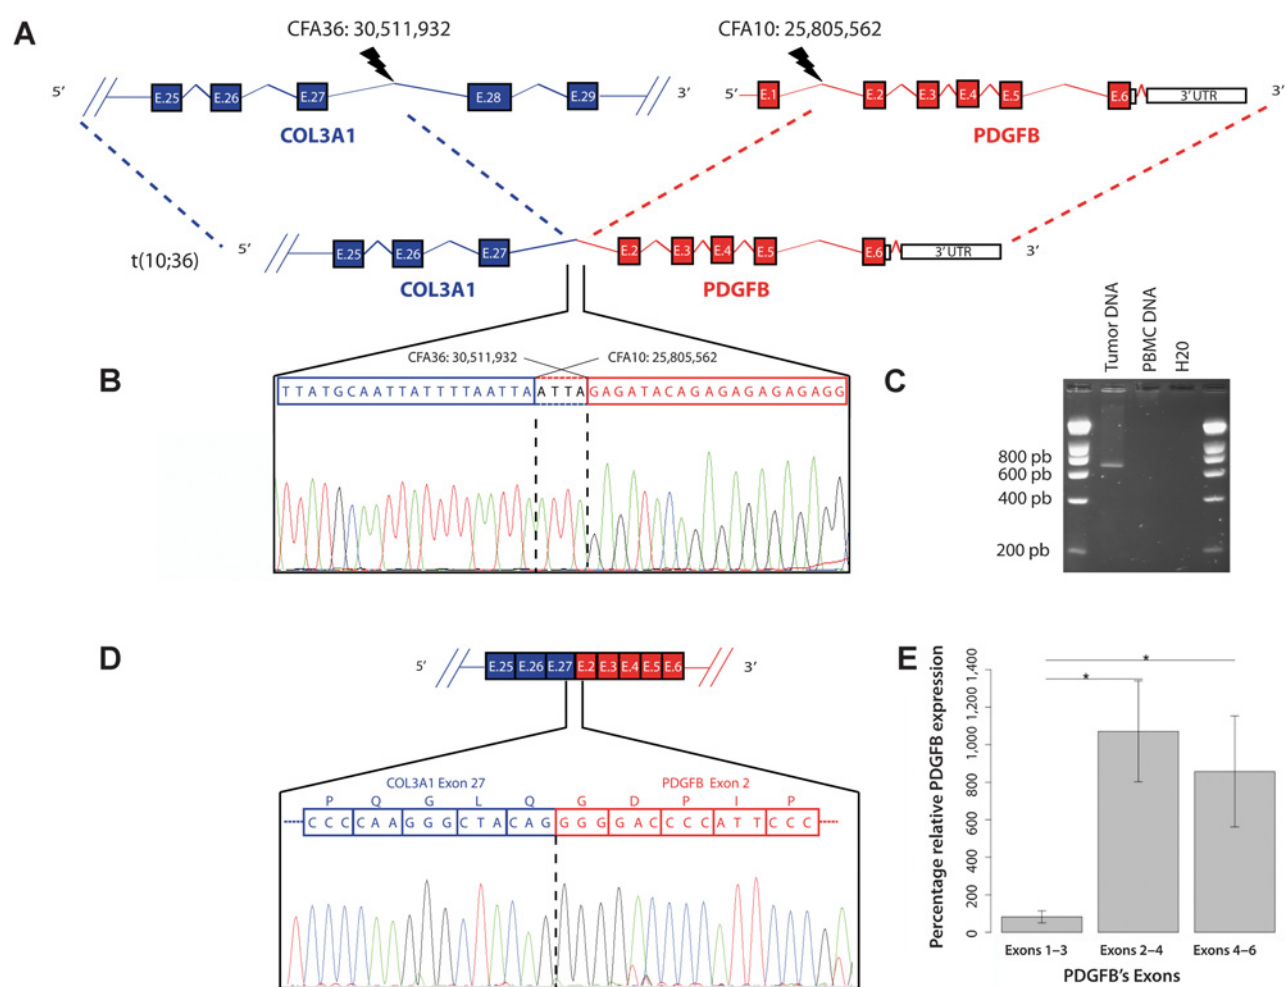 A
CFA36: 30,511,932
CFA10: 25,805,562
5′ E.25 E.26 E.27 E.28 E.29 3′
5′ E.1 E.2 E.3 E.4 E.5 E.6 3′UTR 3′
COL3A1
PDGFB
t(10;36)
5′ E.25 E.26 E.27 E.2 E.3 E.4 E.5 E.6 3′UTR 3′
COL3A1
PDGFB
B
CFA36: 30,511,932
CFA10: 25,805,562
TTATGCAATTATTTTAATTA ATTA GAGATACAGAGAGAGAGAGG
C
Tumor DNA
PBMC DNA
H20
800 pb
600 pb
400 pb
200 pb
D
5′ E.25 E.26 E.27 E.2 E.3 E.4 E.5 E.6 3′
COL3A1 Exon 27
PDGFB Exon 2
P Q G L Q G D P I P
CCC CAA GGG CTA CAG GGG GAC CCC ATT CCC
E
Percentage relative PDGFB expression
1,400
1,200
1,000
800
600
400
200
0
*
*
Exons 1–3
Exons 2–4
Exons 4–6
PDGFB's Exons